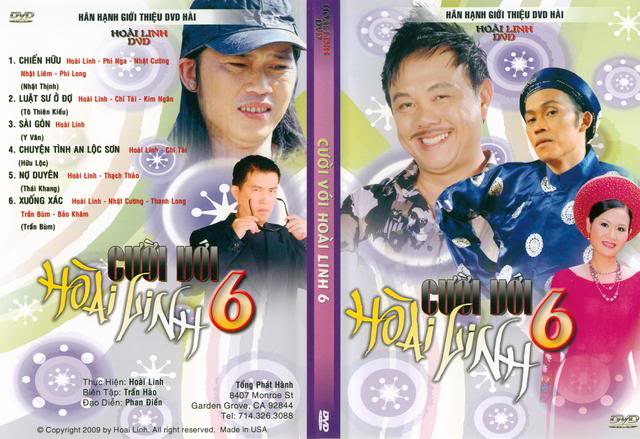 DVD
HÂN HẠNH GIỚI THIỆU DVD HÀI
HOÀI LINH
DVD
1. CHIẾN HỮU Hoài Linh - Phi Nga - Nhật Cường
Nhật Liêm - Phi Long
(Nhật Thịnh)
2. LUẬT SƯ Ở ĐỢ Hoài Linh - Chí Tài - Kim Ngân
(Tô Thiên Kiều)
3. SÀI GÒN Hoài Linh
(Y Vân)
4. CHUYỆN TÌNH AN LỘC SƠN Hoài Linh - Chí Tài
(Hữu Lộc)
5. NỢ DUYÊN Hoài Linh - Thạch Thảo
(Thái Khang)
6. XUỐNG XÁC Hoài Linh - Nhật Cường - Thanh Long
Trần Bùm - Bảo Khâm
(Trần Bùm)
CƯỜI VỚI
HOÀI LINH 6
Thực Hiện: Hoài Linh
Biên Tập: Trần Hảo
Đạo Diễn: Phan Điền
Tổng Phát Hành
8407 Monroe St
Garden Grove, CA 92844
Tel: 714.326.3088
© Copyright 2009 by Hoai Linh. All right reserved. Made in USA
HOÀI LINH
DVD
CƯỜI VỚI HOÀI LINH 6
DVD
HÂN HẠNH GIỚI THIỆU DVD HÀI
HOÀI LINH
DVD
CƯỜI VỚI
HOÀI LINH 6
DVD